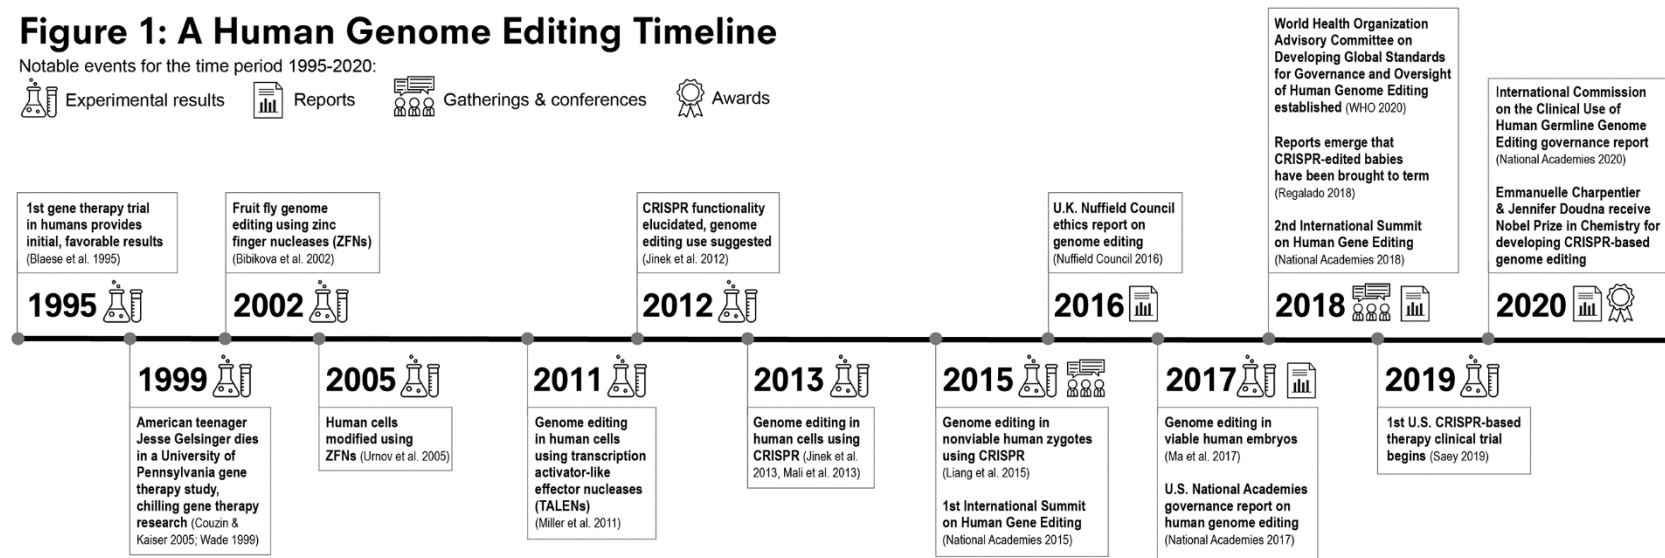 Figure 1: A Human Genome Editing Timeline
Notable events for the time period 1995-2020:
Experimental results
Reports
Gatherings & conferences
Awards
1st gene therapy trial
in humans provides
initial, favorable results
(Blaese et al. 1995)
1995
American teenager
Jesse Gelsinger dies
in a University of
Pennsylvania gene
therapy study,
chilling gene therapy
research (Couzin &
Kaiser 2005; Wade 1999)
1999
Fruit fly genome
editing using zinc
finger nucleases (ZFNs)
(Bibikova et al. 2002)
2002
2005
Human cells
modified using
ZFNs (Urnov et al. 2005)
2011
Genome editing
in human cells
using transcription
activator-like
effector nucleases
(TALENs)
(Miller et al. 2011)
CRISPR functionality
elucidated, genome
editing use suggested
(Jinek et al. 2012)
2012
2013
Genome editing in
human cells using
CRISPR (Jinek et al.
2013, Mali et al. 2013)
2015
Genome editing in
nonviable human zygotes
using CRISPR
(Liang et al. 2015)
1st International Summit
on Human Gene Editing
(National Academies 2015)
U.K. Nuffield Council
ethics report on
genome editing
(Nuffield Council 2016)
2016
2017
Genome editing in
viable human embryos
(Ma et al. 2017)
U.S. National Academies
governance report on
human genome editing
(National Academies 2017)
World Health Organization
Advisory Committee on
Developing Global Standards
for Governance and Oversight
of Human Genome Editing
established (WHO 2020)
Reports emerge that
CRISPR-edited babies
have been brought to term
(Regalado 2018)
2nd International Summit
on Human Gene Editing
(National Academies 2018)
2018
2019
1st U.S. CRISPR-based
therapy clinical trial
begins (Saey 2019)
International Commission
on the Clinical Use of
Human Germline Genome
Editing governance report
(National Academies 2020)
Emmanuelle Charpentier
& Jennifer Doudna receive
Nobel Prize in Chemistry for
developing CRISPR-based
genome editing
2020